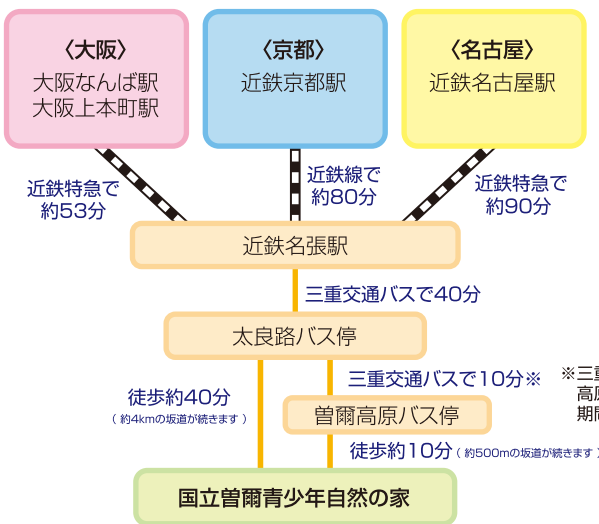 〈大阪〉
大阪なんば駅
大阪上本町駅
〈京都〉
近鉄京都駅
〈名古屋〉
近鉄名古屋駅
近鉄特急で
約53分
近鉄線で
約80分
近鉄特急で
約90分
近鉄名張駅
三重交通バスで40分
太良路バス停
三重交通バスで10分※
※三重
高原
期間
徒歩約40分
（約4kmの坂道が続きます）
曽爾高原バス停
徒歩約10分（約500mの坂道が続きます）
国立曽爾青少年自然の家